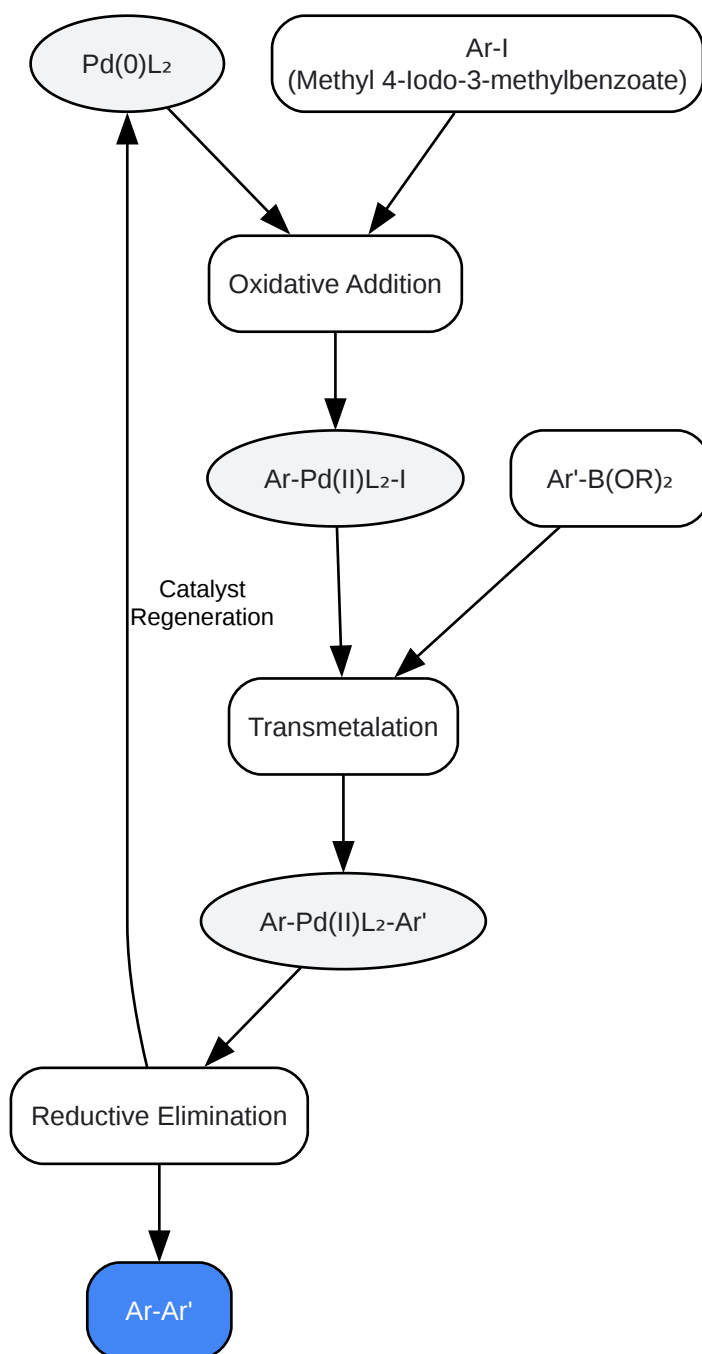 Pd(0)L₂
Ar-I
(Methyl 4-Iodo-3-methylbenzoate)
Oxidative Addition
Ar-Pd(II)L₂-I
Ar'-B(OR)₂
Catalyst
Regeneration
Transmetalation
Ar-Pd(II)L₂-Ar'
Reductive Elimination
Ar-Ar'